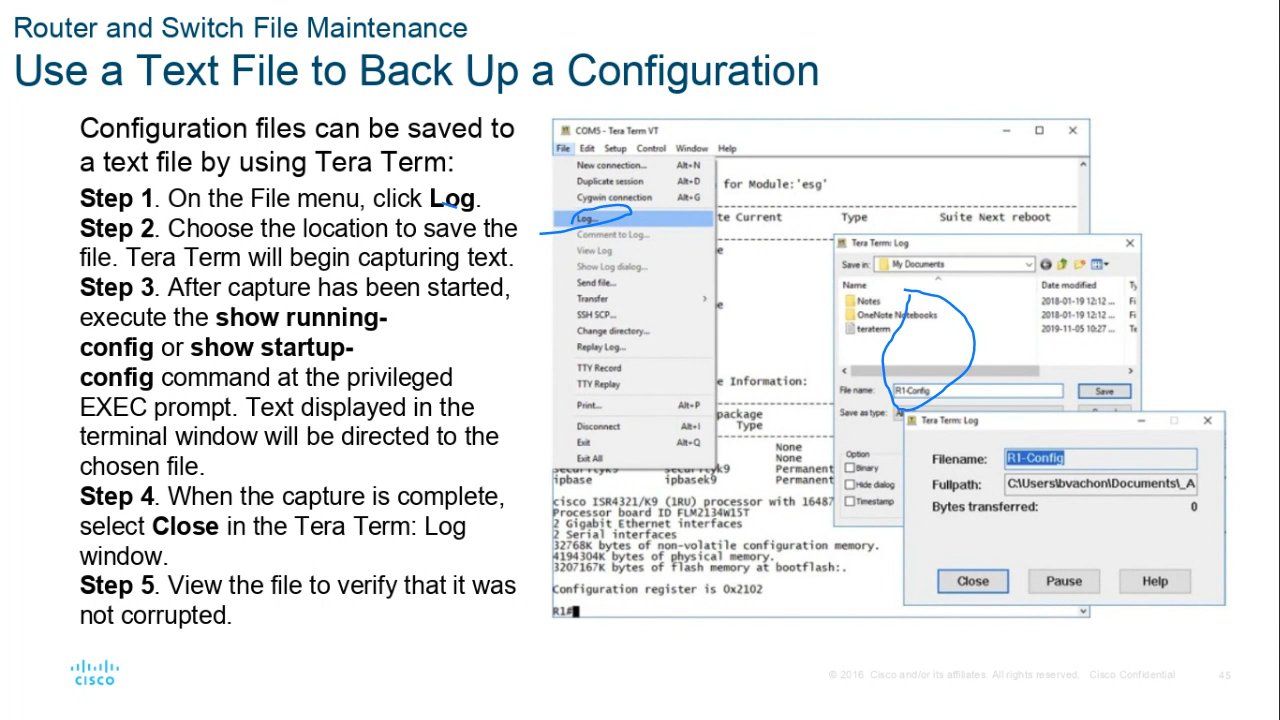 Router and Switch File Maintenance
Use a Text File to Back Up a Configuration
Configuration files can be saved to
a text file by using Tera Term:
Step 1. On the File menu, click Log.
Step 2. Choose the location to save the
file. Tera Term will begin capturing text.
Step 3. After capture has been started,
execute the show running-
config or show startup-
config command at the privileged
EXEC prompt. Text displayed in the
terminal window will be directed to the
chosen file.
Step 4. When the capture is complete,
select Close in the Tera Term: Log
window.
Step 5. View the file to verify that it was
not corrupted.
COM5 - Tera Term VT
File Edit Setup Control Window Help
New connection... Alt+N
Duplicate session Alt+D
Cygwin connection Alt+G
Log...
Comment to Log...
View Log
Show Log dialog...
Send file...
Transfer
SSH SCP...
Change directory...
Replay Log...
TTY Record
TTY Replay
Print... Alt+P
Disconnect Alt+I
Exit Alt+Q
Exit All
for Module:'esg'
te Current Type Suite Next reboot
e
e
e Information:
package
Type
None
None
securityk9 securityk9 Permanent
ipbase ipbasek9 Permanent
cisco ISR4321/K9 (1RU) processor with 16487
Processor board ID FLM2134W15T
2 Gigabit Ethernet interfaces
2 Serial interfaces
32768K bytes of non-volatile configuration memory.
4194304K bytes of physical memory.
3207167K bytes of flash memory at bootflash:.
Configuration register is 0x2102
R1#
Tera Term: Log
Save in: My Documents
Name Date modified Ty
Notes 2018-01-19 12:12 ... Fi
OneNote Notebooks 2018-01-19 12:12 ... Fi
teraterm 2019-11-05 10:27 ... Te
File name: R1-Config Save
Save as type:
Option
Binary
Hide dialog
Timestamp
Tera Term: Log
Filename: R1-Config
Fullpath: C:\Users\bvachon\Documents\_A
Bytes transferred: 0
Close Pause Help
CISCO
© 2016 Cisco and/or its affiliates. All rights reserved. Cisco Confidential
45